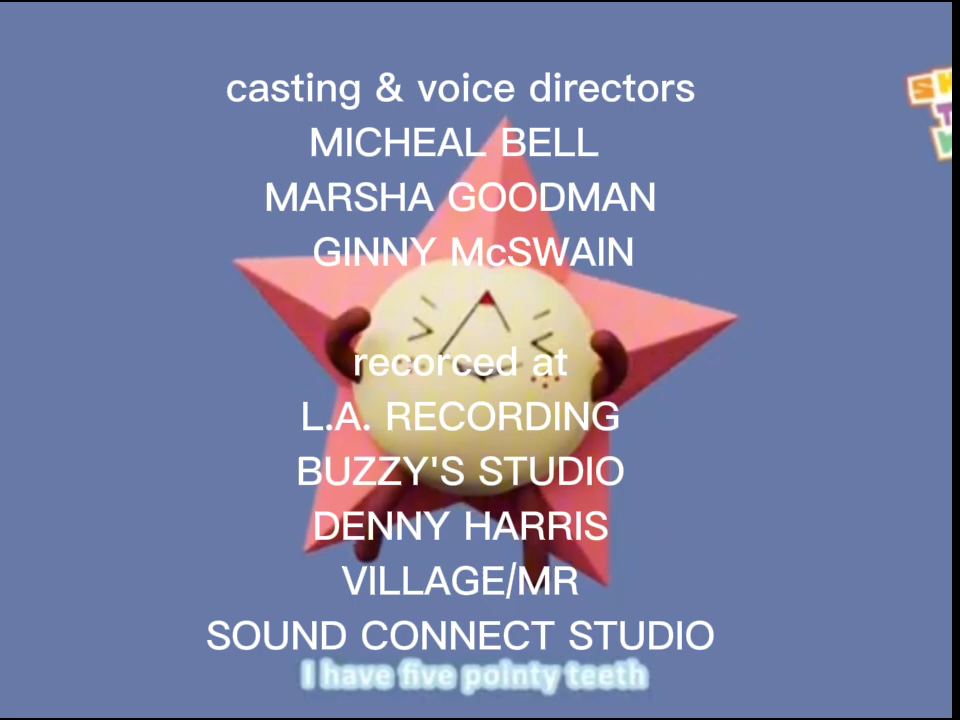 casting & voice directors
MICHEAL BELL
MARSHA GOODMAN
GINNY McSWAIN
recorced at
L.A. RECORDING
BUZZY'S STUDIO
DENNY HARRIS
VILLAGE/MR
SOUND CONNECT STUDIO
I have five pointy teeth